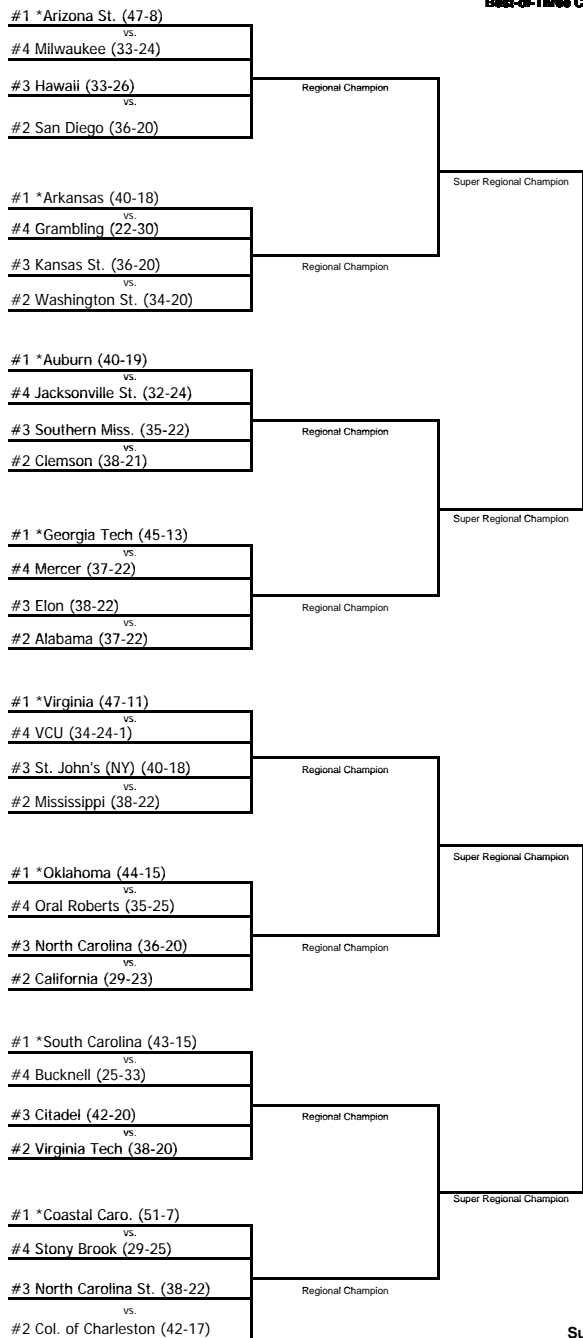 Best-of-Three C
#1 *Arizona St. (47-8)
vs.
#4 Milwaukee (33-24)
#3 Hawaii (33-26)
vs.
#2 San Diego (36-20)
Regional Champion
Super Regional Champion
#1 *Arkansas (40-18)
vs.
#4 Grambling (22-30)
#3 Kansas St. (36-20)
vs.
#2 Washington St. (34-20)
Regional Champion
#1 *Auburn (40-19)
vs.
#4 Jacksonville St. (32-24)
#3 Southern Miss. (35-22)
vs.
#2 Clemson (38-21)
Regional Champion
Super Regional Champion
#1 *Georgia Tech (45-13)
vs.
#4 Mercer (37-22)
#3 Elon (38-22)
vs.
#2 Alabama (37-22)
Regional Champion
#1 *Virginia (47-11)
vs.
#4 VCU (34-24-1)
#3 St. John's (NY) (40-18)
vs.
#2 Mississippi (38-22)
Regional Champion
Super Regional Champion
#1 *Oklahoma (44-15)
vs.
#4 Oral Roberts (35-25)
#3 North Carolina (36-20)
vs.
#2 California (29-23)
Regional Champion
#1 *South Carolina (43-15)
vs.
#4 Bucknell (25-33)
#3 Citadel (42-20)
vs.
#2 Virginia Tech (38-20)
Regional Champion
Super Regional Champion
#1 *Coastal Caro. (51-7)
vs.
#4 Stony Brook (29-25)
#3 North Carolina St. (38-22)
vs.
#2 Col. of Charleston (42-17)
Regional Champion
Su